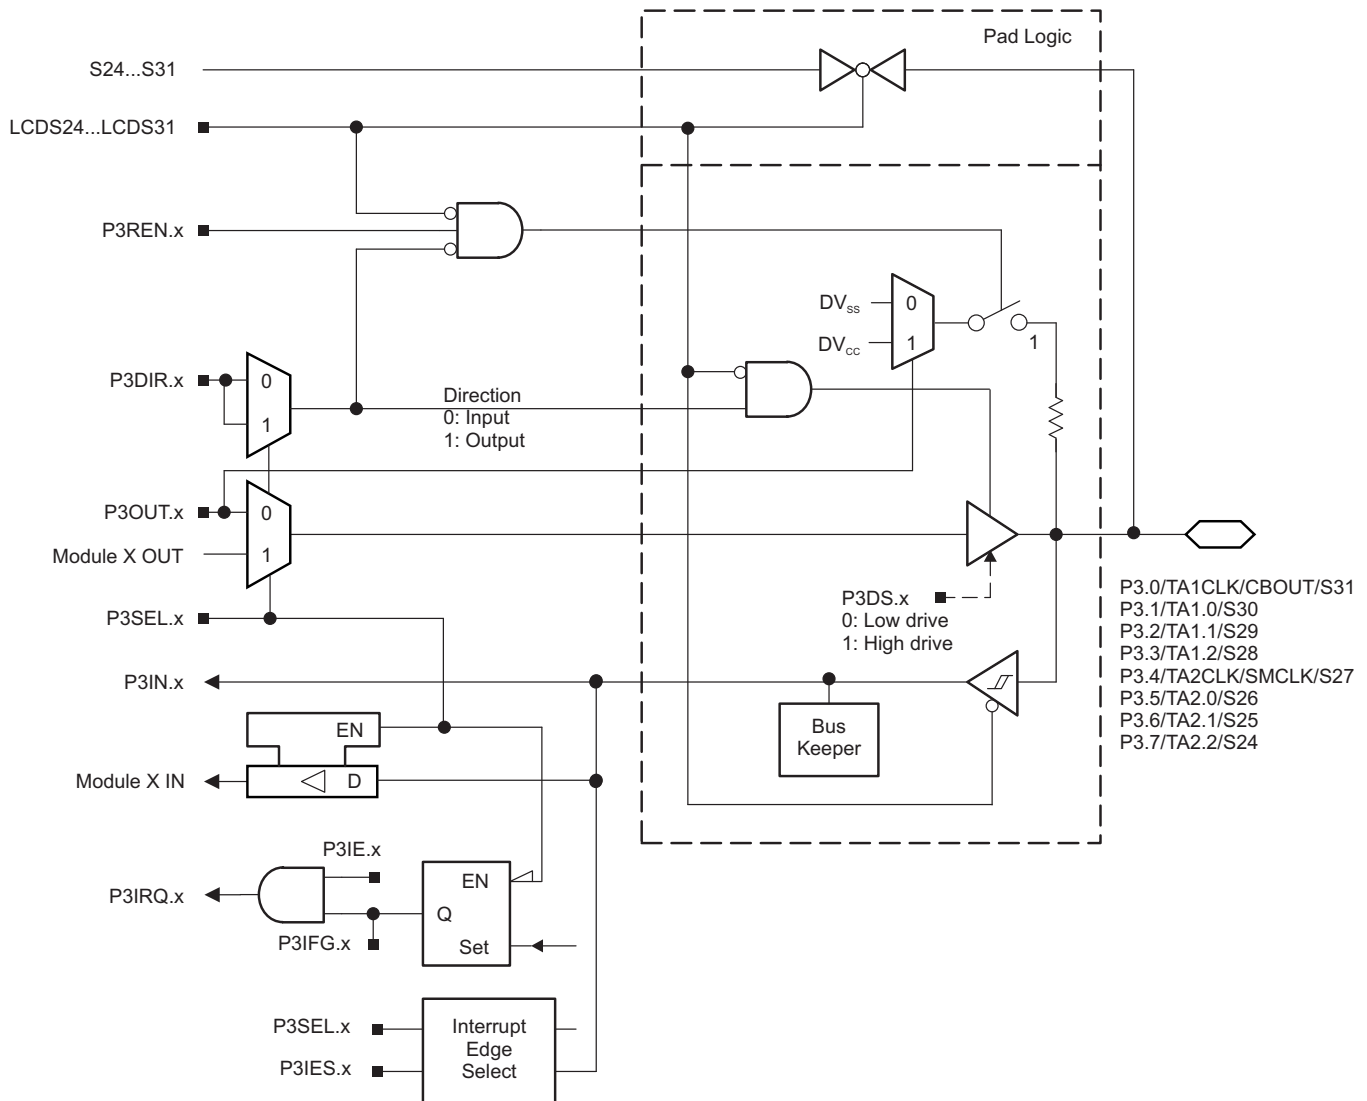 Pad Logic
S24...S31
LCDS24...LCDS31
P3REN.x
DVSS
0
DVCC
1
1
P3DIR.x
0
1
Direction
0: Input
1: Output
P3OUT.x
0
Module X OUT
1
P3DS.x
0: Low drive
1: High drive
P3SEL.x
P3IN.x
Bus
Keeper
P3.0/TA1CLK/CBOUT/S31
P3.1/TA1.0/S30
P3.2/TA1.1/S29
P3.3/TA1.2/S28
P3.4/TA2CLK/SMCLK/S27
P3.5/TA2.0/S26
P3.6/TA2.1/S25
P3.7/TA2.2/S24
EN
Module X IN
D
P3IE.x
P3IRQ.x
EN
Q
P3IFG.x
Set
P3SEL.x
P3IES.x
Interrupt
Edge
Select